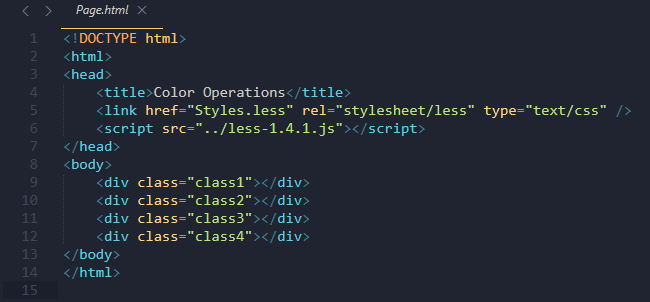 Page.html
1 <!DOCTYPE html>
2 <html>
3 <head>
4     <title>Color Operations</title>
5     <link href="Styles.less" rel="stylesheet/less" type="text/css" />
6     <script src="../less-1.4.1.js"></script>
7 </head>
8 <body>
9     <div class="class1"></div>
10     <div class="class2"></div>
11     <div class="class3"></div>
12     <div class="class4"></div>
13 </body>
14 </html>
15